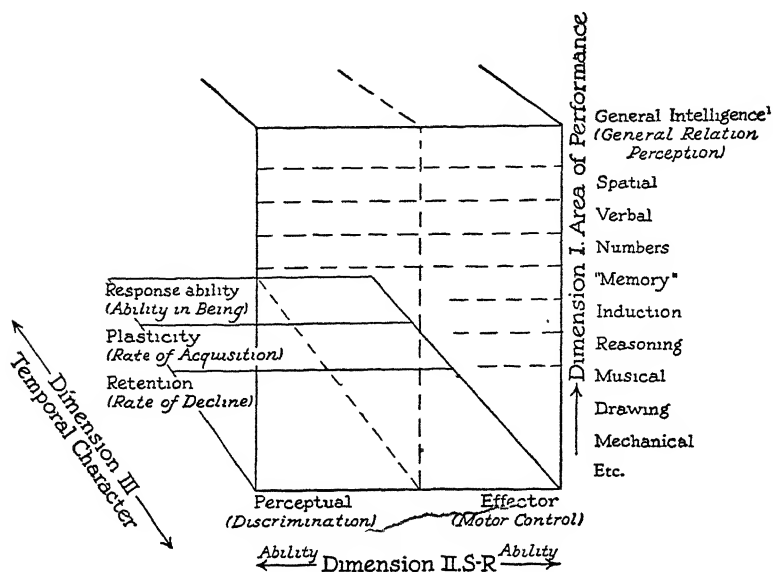 Dimension I. Area of Performance
General Intelligence¹
(General Relation
Perception)
Spatial
Verbal
Numbers
"Memory"
Induction
Reasoning
Musical
Drawing
Mechanical
Etc.
Response ability
(Ability in Being)
Plasticity
(Rate of Acquisition)
Retention
(Rate of Decline)
Dimension III
Temporal Character
Perceptual
(Discrimination)
Effector
(Motor Control)
Ability Dimension II. S-R Ability